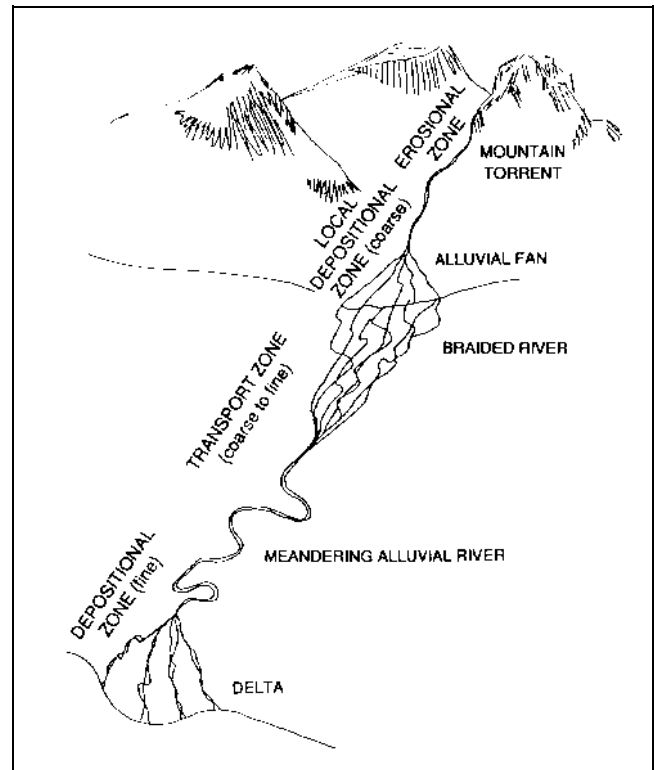 EROSIONAL
ZONE
MOUNTAIN
TORRENT
LOCAL
DEPOSITIONAL
ZONE (coarse)
ALLUVIAL FAN
BRAIDED RIVER
TRANSPORT ZONE
(coarse to fine)
MEANDERING ALLUVIAL RIVER
DEPOSITIONAL
ZONE (fine)
DELTA